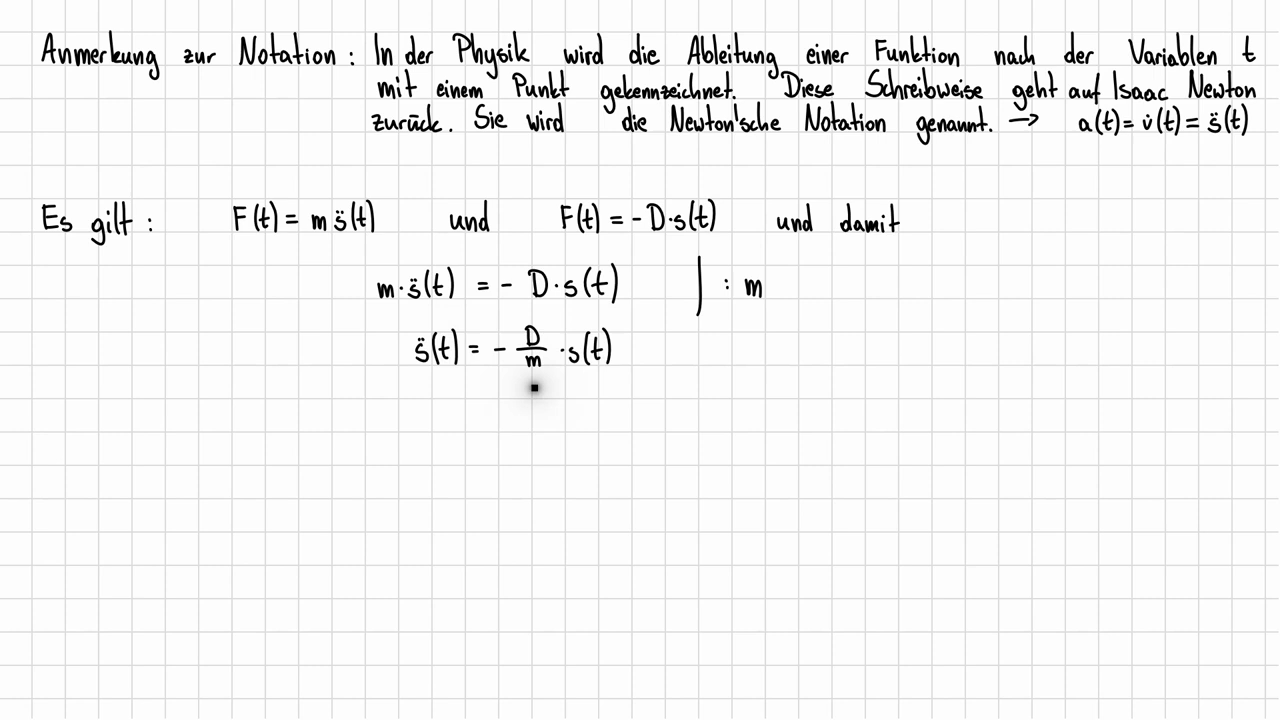 Anmerkung zur Notation: In der Physik wird die Ableitung einer Funktion nach der Variablen t
mit einem Punkt gekennzeichnet. Diese Schreibweise geht auf Isaac Newton
zurück. Sie wird die Newton'sche Notation genannt. → a(t) = v̇(t) = s̈(t)
Es gilt: F(t) = m s̈(t) und F(t) = -D·s(t) und damit
m·s̈(t) = - D·s(t) | : m
s̈(t) = - D/m ·s(t)